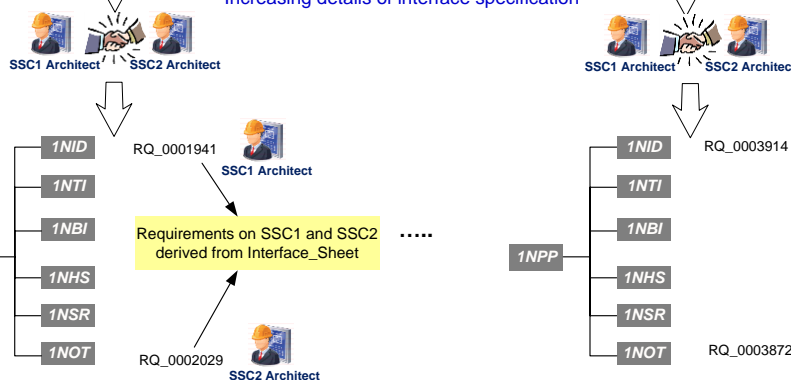 Increasing details of interface specification
SSC1 Architect
SSC2 Architect
SSC1 Architect
SSC2 Architec
1NID
RQ_0001941
SSC1 Architect
1NTI
1NBI
Requirements on SSC1 and SSC2
derived from Interface_Sheet
.....
1NHS
1NSR
1NOT
RQ_0002029
SSC2 Architect
1NPP
1NID
RQ_0003914
1NTI
1NBI
1NHS
1NSR
1NOT
RQ_0003872